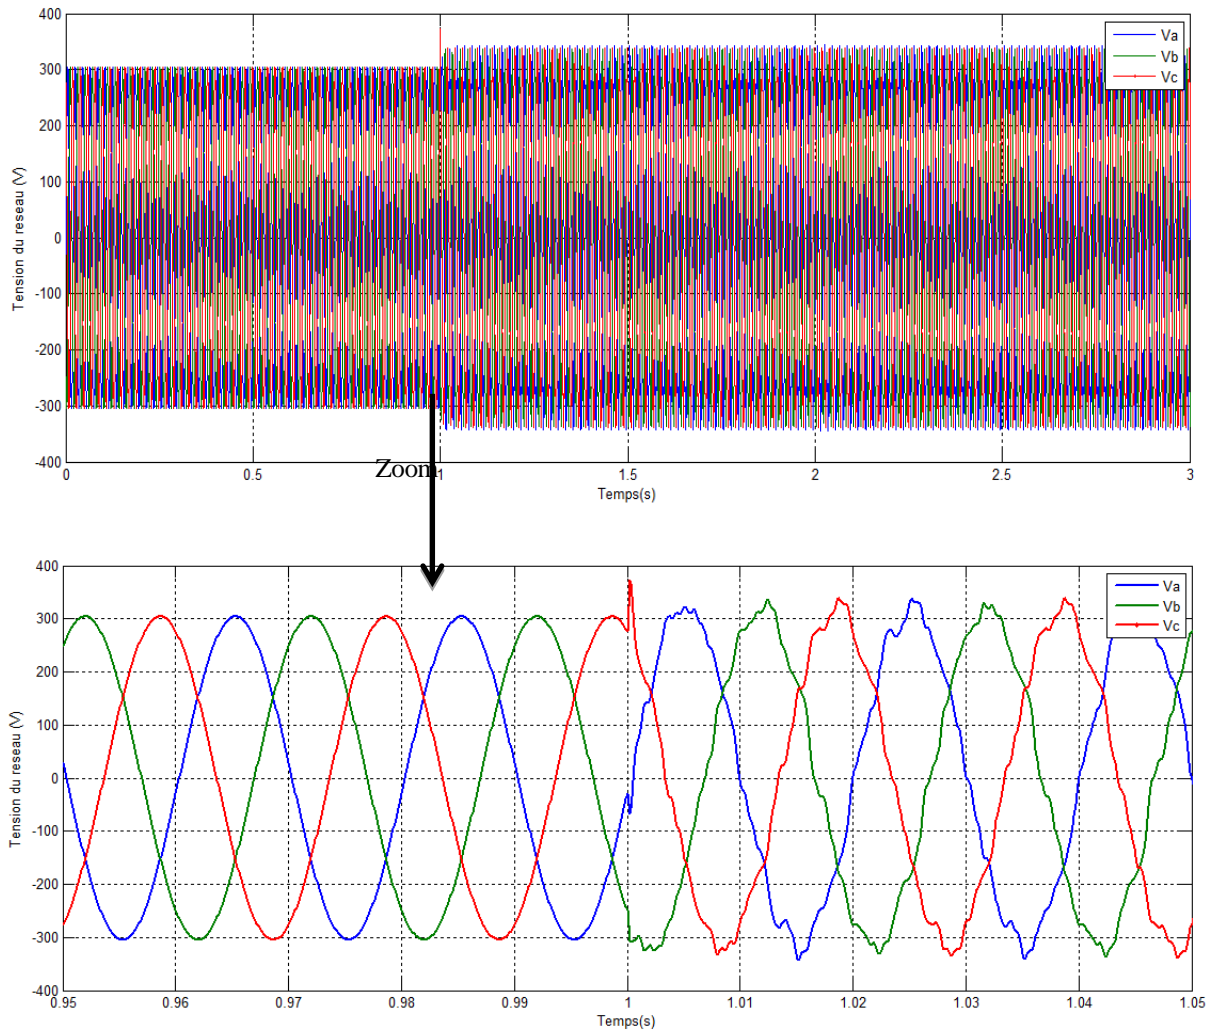 400
300
200
100
0
-100
-200
-300
-400
Tension du reseau (V)
Va
Vb
Vc
0 0.5 1 1.5 2 2.5 3
Temps(s)
Zoom
400
300
200
100
0
-100
-200
-300
-400
Tension du reseau (V)
Va
Vb
Vc
0.95 0.96 0.97 0.98 0.99 1 1.01 1.02 1.03 1.04 1.05
Temps(s)